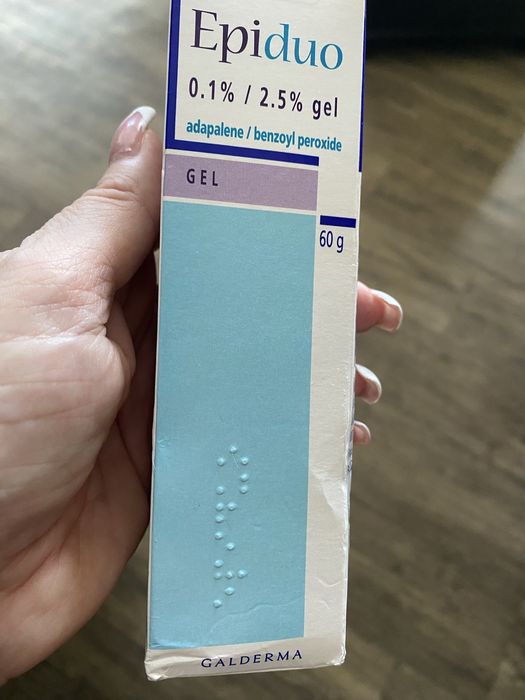 Epiduo
0.1% / 2.5% gel
adapalene / benzoyl peroxide
GEL
60 g
GALDERMA